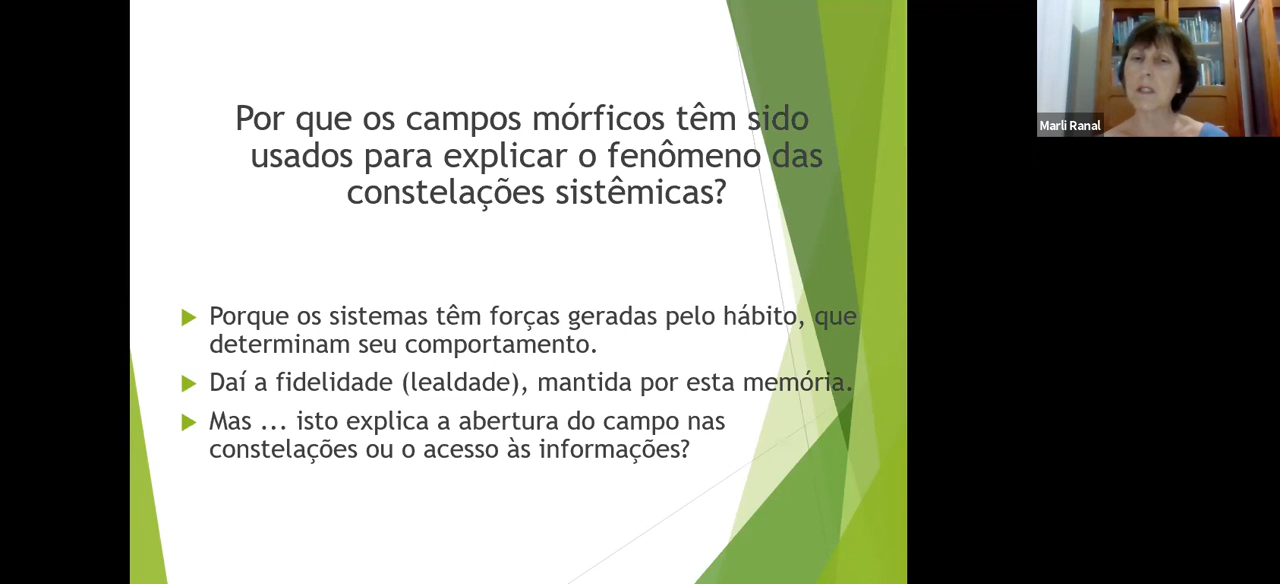 Por que os campos mórficos têm sido
usados para explicar o fenômeno das
constelações sistêmicas?
Porque os sistemas têm forças geradas pelo hábito, que
determinam seu comportamento.
Daí a fidelidade (lealdade), mantida por esta memória.
Mas ... isto explica a abertura do campo nas
constelações ou o acesso às informações?
Marli Ranal